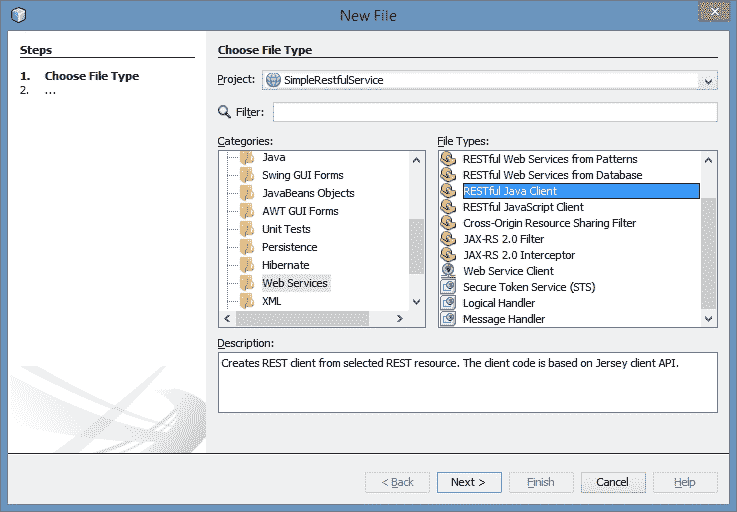 New File
Steps
1. Choose File Type
2. ...
Choose File Type
Project: SimpleRestfulService
Filter:
Categories:
Java
Swing GUI Forms
JavaBeans Objects
AWT GUI Forms
Unit Tests
Persistence
Hibernate
Web Services
XML
File Types:
RESTful Web Services from Patterns
RESTful Web Services from Database
RESTful Java Client
RESTful JavaScript Client
Cross-Origin Resource Sharing Filter
JAX-RS 2.0 Filter
JAX-RS 2.0 Interceptor
Web Service Client
Secure Token Service (STS)
Logical Handler
Message Handler
Description:
Creates REST client from selected REST resource. The client code is based on Jersey client API.
< Back
Next >
Finish
Cancel
Help